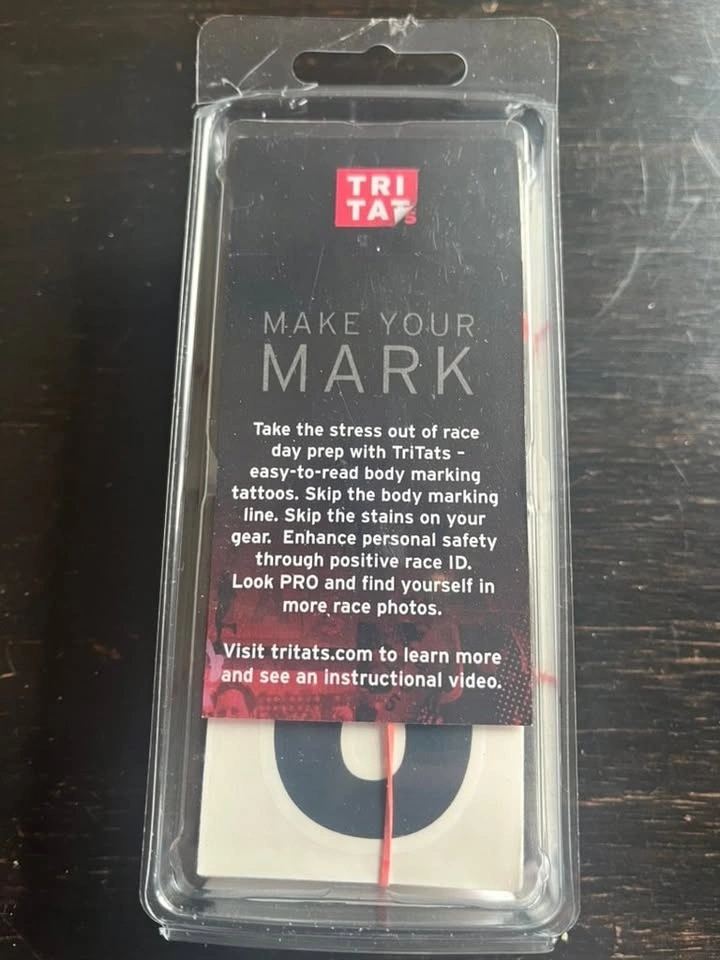 TRI
TATS
MAKE YOUR
MARK
Take the stress out of race
day prep with TriTats –
easy-to-read body marking
tattoos. Skip the body marking
line. Skip the stains on your
gear. Enhance personal safety
through positive race ID.
Look PRO and find yourself in
more race photos.
Visit tritats.com to learn more
and see an instructional video.